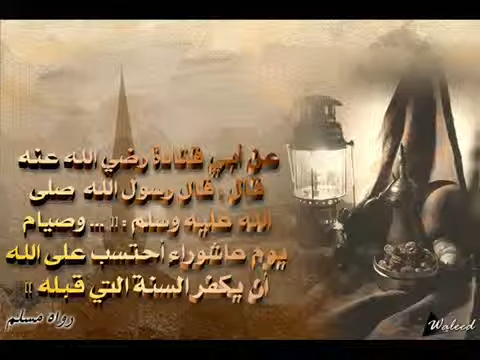 عن أبي قتادة رضي الله عنه
قال : قال رسول الله صلى
الله عليه وسلم : (( ... وصيام
يوم عاشوراء أحتسب على الله
أن يكفر السنة التي قبله ))
رواه مسلم
Waleed